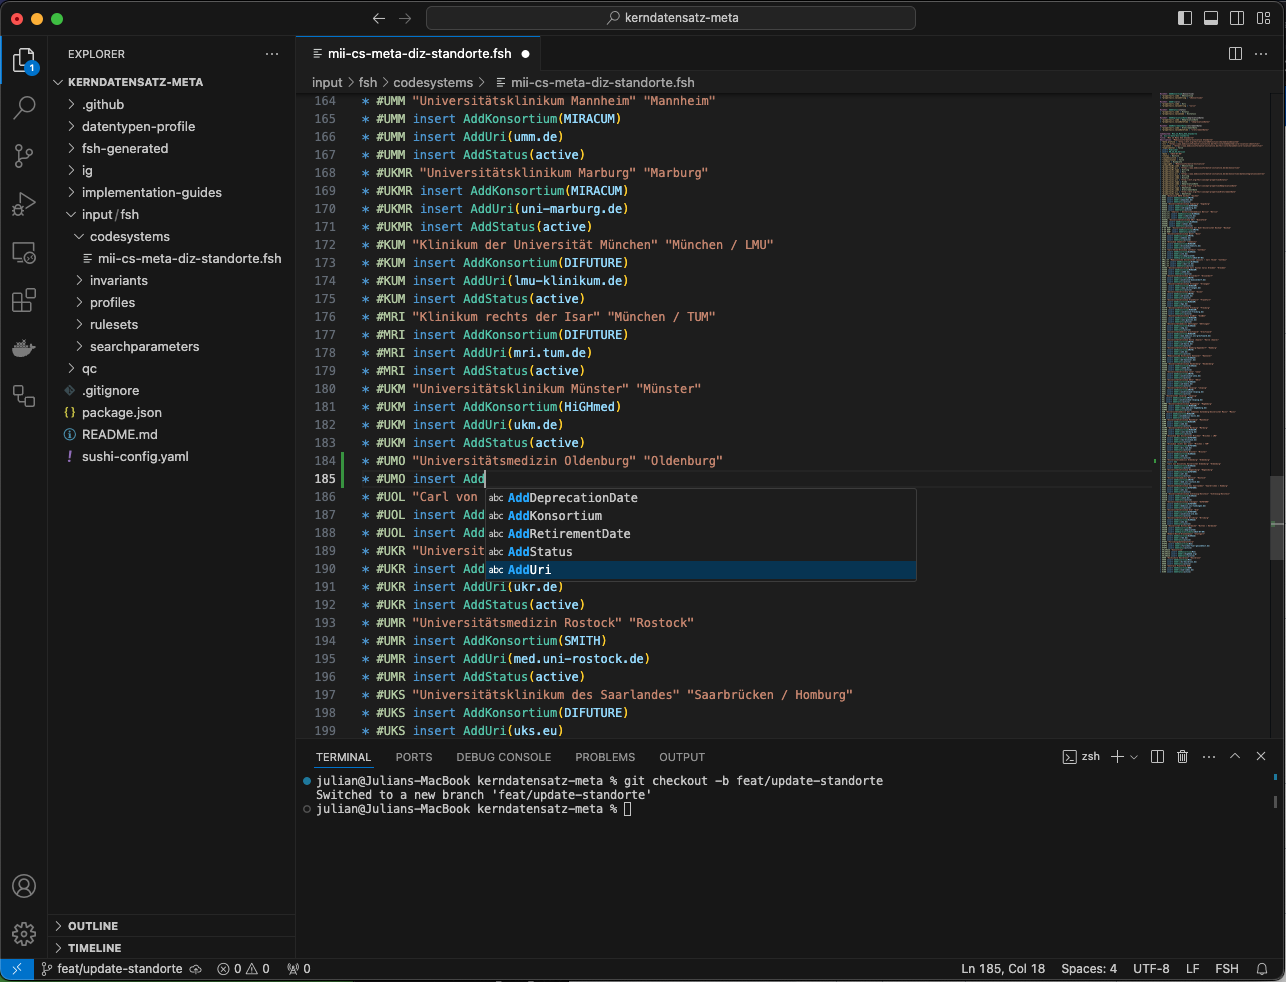 kerndatensatz-meta
EXPLORER
KERNDATENSATZ-META
.github
datentypen-profile
fsh-generated
ig
implementation-guides
input/fsh
codesystems
mii-cs-meta-diz-standorte.fsh
invariants
profiles
rulesets
searchparameters
qc
.gitignore
{} package.json
README.md
! sushi-config.yaml
OUTLINE
TIMELINE
1
mii-cs-meta-diz-standorte.fsh
input > fsh > codesystems > mii-cs-meta-diz-standorte.fsh
164 * #UMM "Universitätsklinikum Mannheim" "Mannheim"
165 * #UMM insert AddKonsortium(MIRACUM)
166 * #UMM insert AddUri(umm.de)
167 * #UMM insert AddStatus(active)
168 * #UKMR "Universitätsklinikum Marburg" "Marburg"
169 * #UKMR insert AddKonsortium(MIRACUM)
170 * #UKMR insert AddUri(uni-marburg.de)
171 * #UKMR insert AddStatus(active)
172 * #KUM "Klinikum der Universität München" "München / LMU"
173 * #KUM insert AddKonsortium(DIFUTURE)
174 * #KUM insert AddUri(lmu-klinikum.de)
175 * #KUM insert AddStatus(active)
176 * #MRI "Klinikum rechts der Isar" "München / TUM"
177 * #MRI insert AddKonsortium(DIFUTURE)
178 * #MRI insert AddUri(mri.tum.de)
179 * #MRI insert AddStatus(active)
180 * #UKM "Universitätsklinikum Münster" "Münster"
181 * #UKM insert AddKonsortium(HiGHmed)
182 * #UKM insert AddUri(ukm.de)
183 * #UKM insert AddStatus(active)
184 * #UMO "Universitätsmedizin Oldenburg" "Oldenburg"
185 * #UMO insert Add
186 * #UOL "Carl von
187 * #UOL insert Add
188 * #UOL insert Add
189 * #UKR "Universit
190 * #UKR insert Add
abc AddDeprecationDate
abc AddKonsortium
abc AddRetirementDate
abc AddStatus
abc AddUri
191 * #UKR insert AddUri(ukr.de)
192 * #UKR insert AddStatus(active)
193 * #UMR "Universitätsmedizin Rostock" "Rostock"
194 * #UMR insert AddKonsortium(SMITH)
195 * #UMR insert AddUri(med.uni-rostock.de)
196 * #UMR insert AddStatus(active)
197 * #UKS "Universitätsklinikum des Saarlandes" "Saarbrücken / Homburg"
198 * #UKS insert AddKonsortium(DIFUTURE)
199 * #UKS insert AddUri(uks.eu)
TERMINAL PORTS DEBUG CONSOLE PROBLEMS OUTPUT zsh
julian@Julians-MacBook kerndatensatz-meta % git checkout -b feat/update-standorte
Switched to a new branch 'feat/update-standorte'
julian@Julians-MacBook kerndatensatz-meta %
feat/update-standorte 0 0 0 Ln 185, Col 18 Spaces: 4 UTF-8 LF FSH